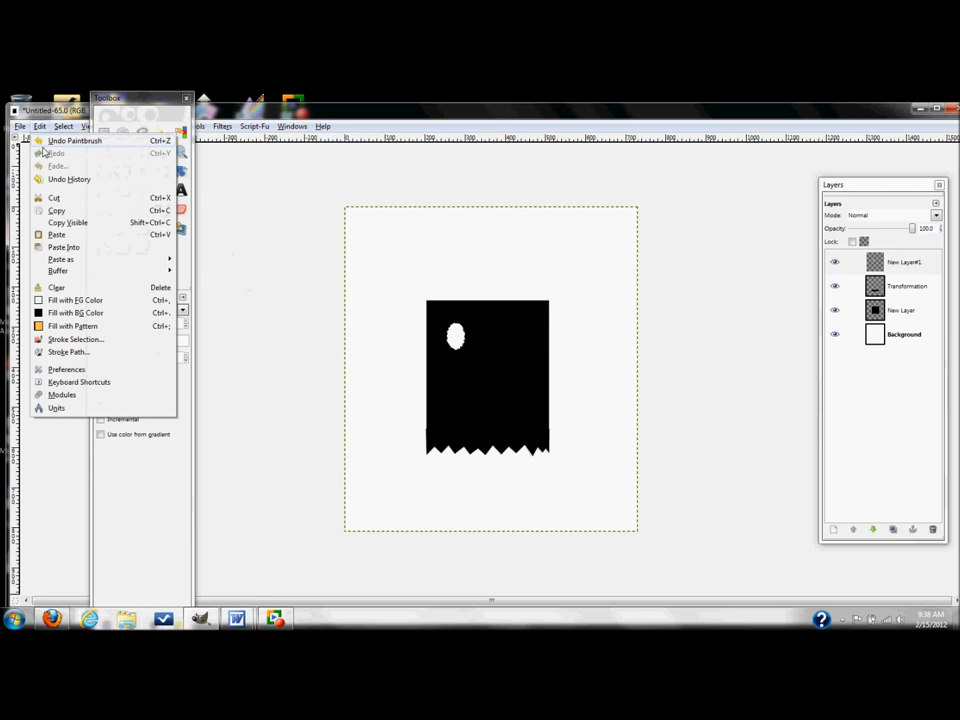 Toolbox
*Untitled-65.0 (RGB,
File Edit Select Filters Script-Fu Windows Help
Undo Paintbrush Ctrl+Z
Redo Ctrl+Y
Fade...
Undo History
Cut Ctrl+X
Copy Ctrl+C
Copy Visible Shift+Ctrl+C
Paste Ctrl+V
Paste Into
Paste as
Buffer
Clear Delete
Fill with FG Color Ctrl+,
Fill with BG Color Ctrl+.
Fill with Pattern Ctrl+;
Stroke Selection...
Stroke Path...
Preferences
Keyboard Shortcuts
Modules
Units
Incremental
Use color from gradient
Layers
Layers
Mode: Normal
Opacity: 100.0
Lock:
New Layer#1
Transformation
New Layer
Background
9:38 AM
2/15/2012